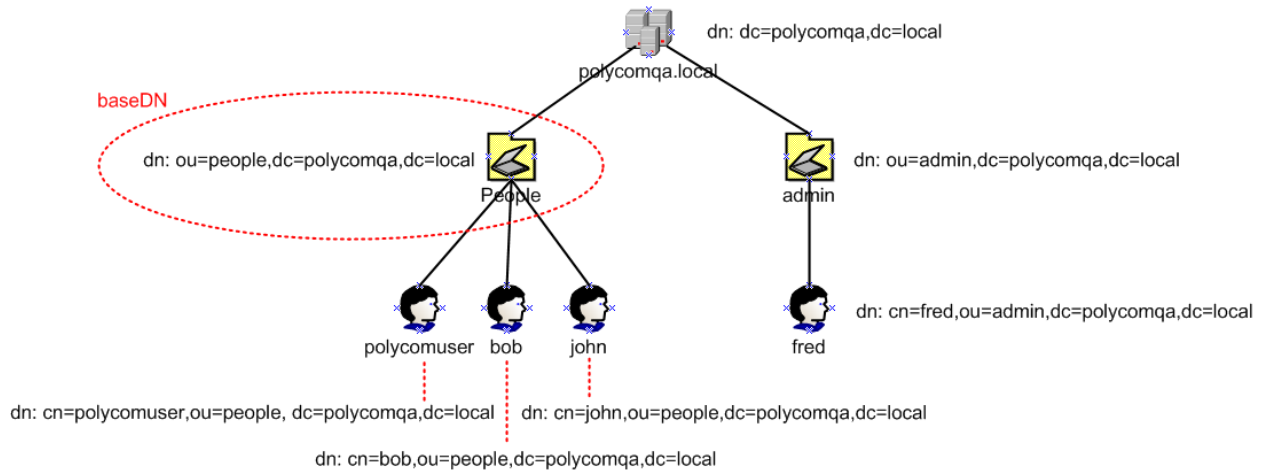 dn: dc=polycomqa,dc=local
polycomqa.local
baseDN
dn: ou=people,dc=polycomqa,dc=local
People
dn: ou=admin,dc=polycomqa,dc=local
admin
dn: cn=fred,ou=admin,dc=polycomqa,dc=local
polycomuser
bob
john
fred
dn: cn=polycomuser,ou=people, dc=polycomqa,dc=local
dn: cn=john,ou=people,dc=polycomqa,dc=local
dn: cn=bob,ou=people,dc=polycomqa,dc=local